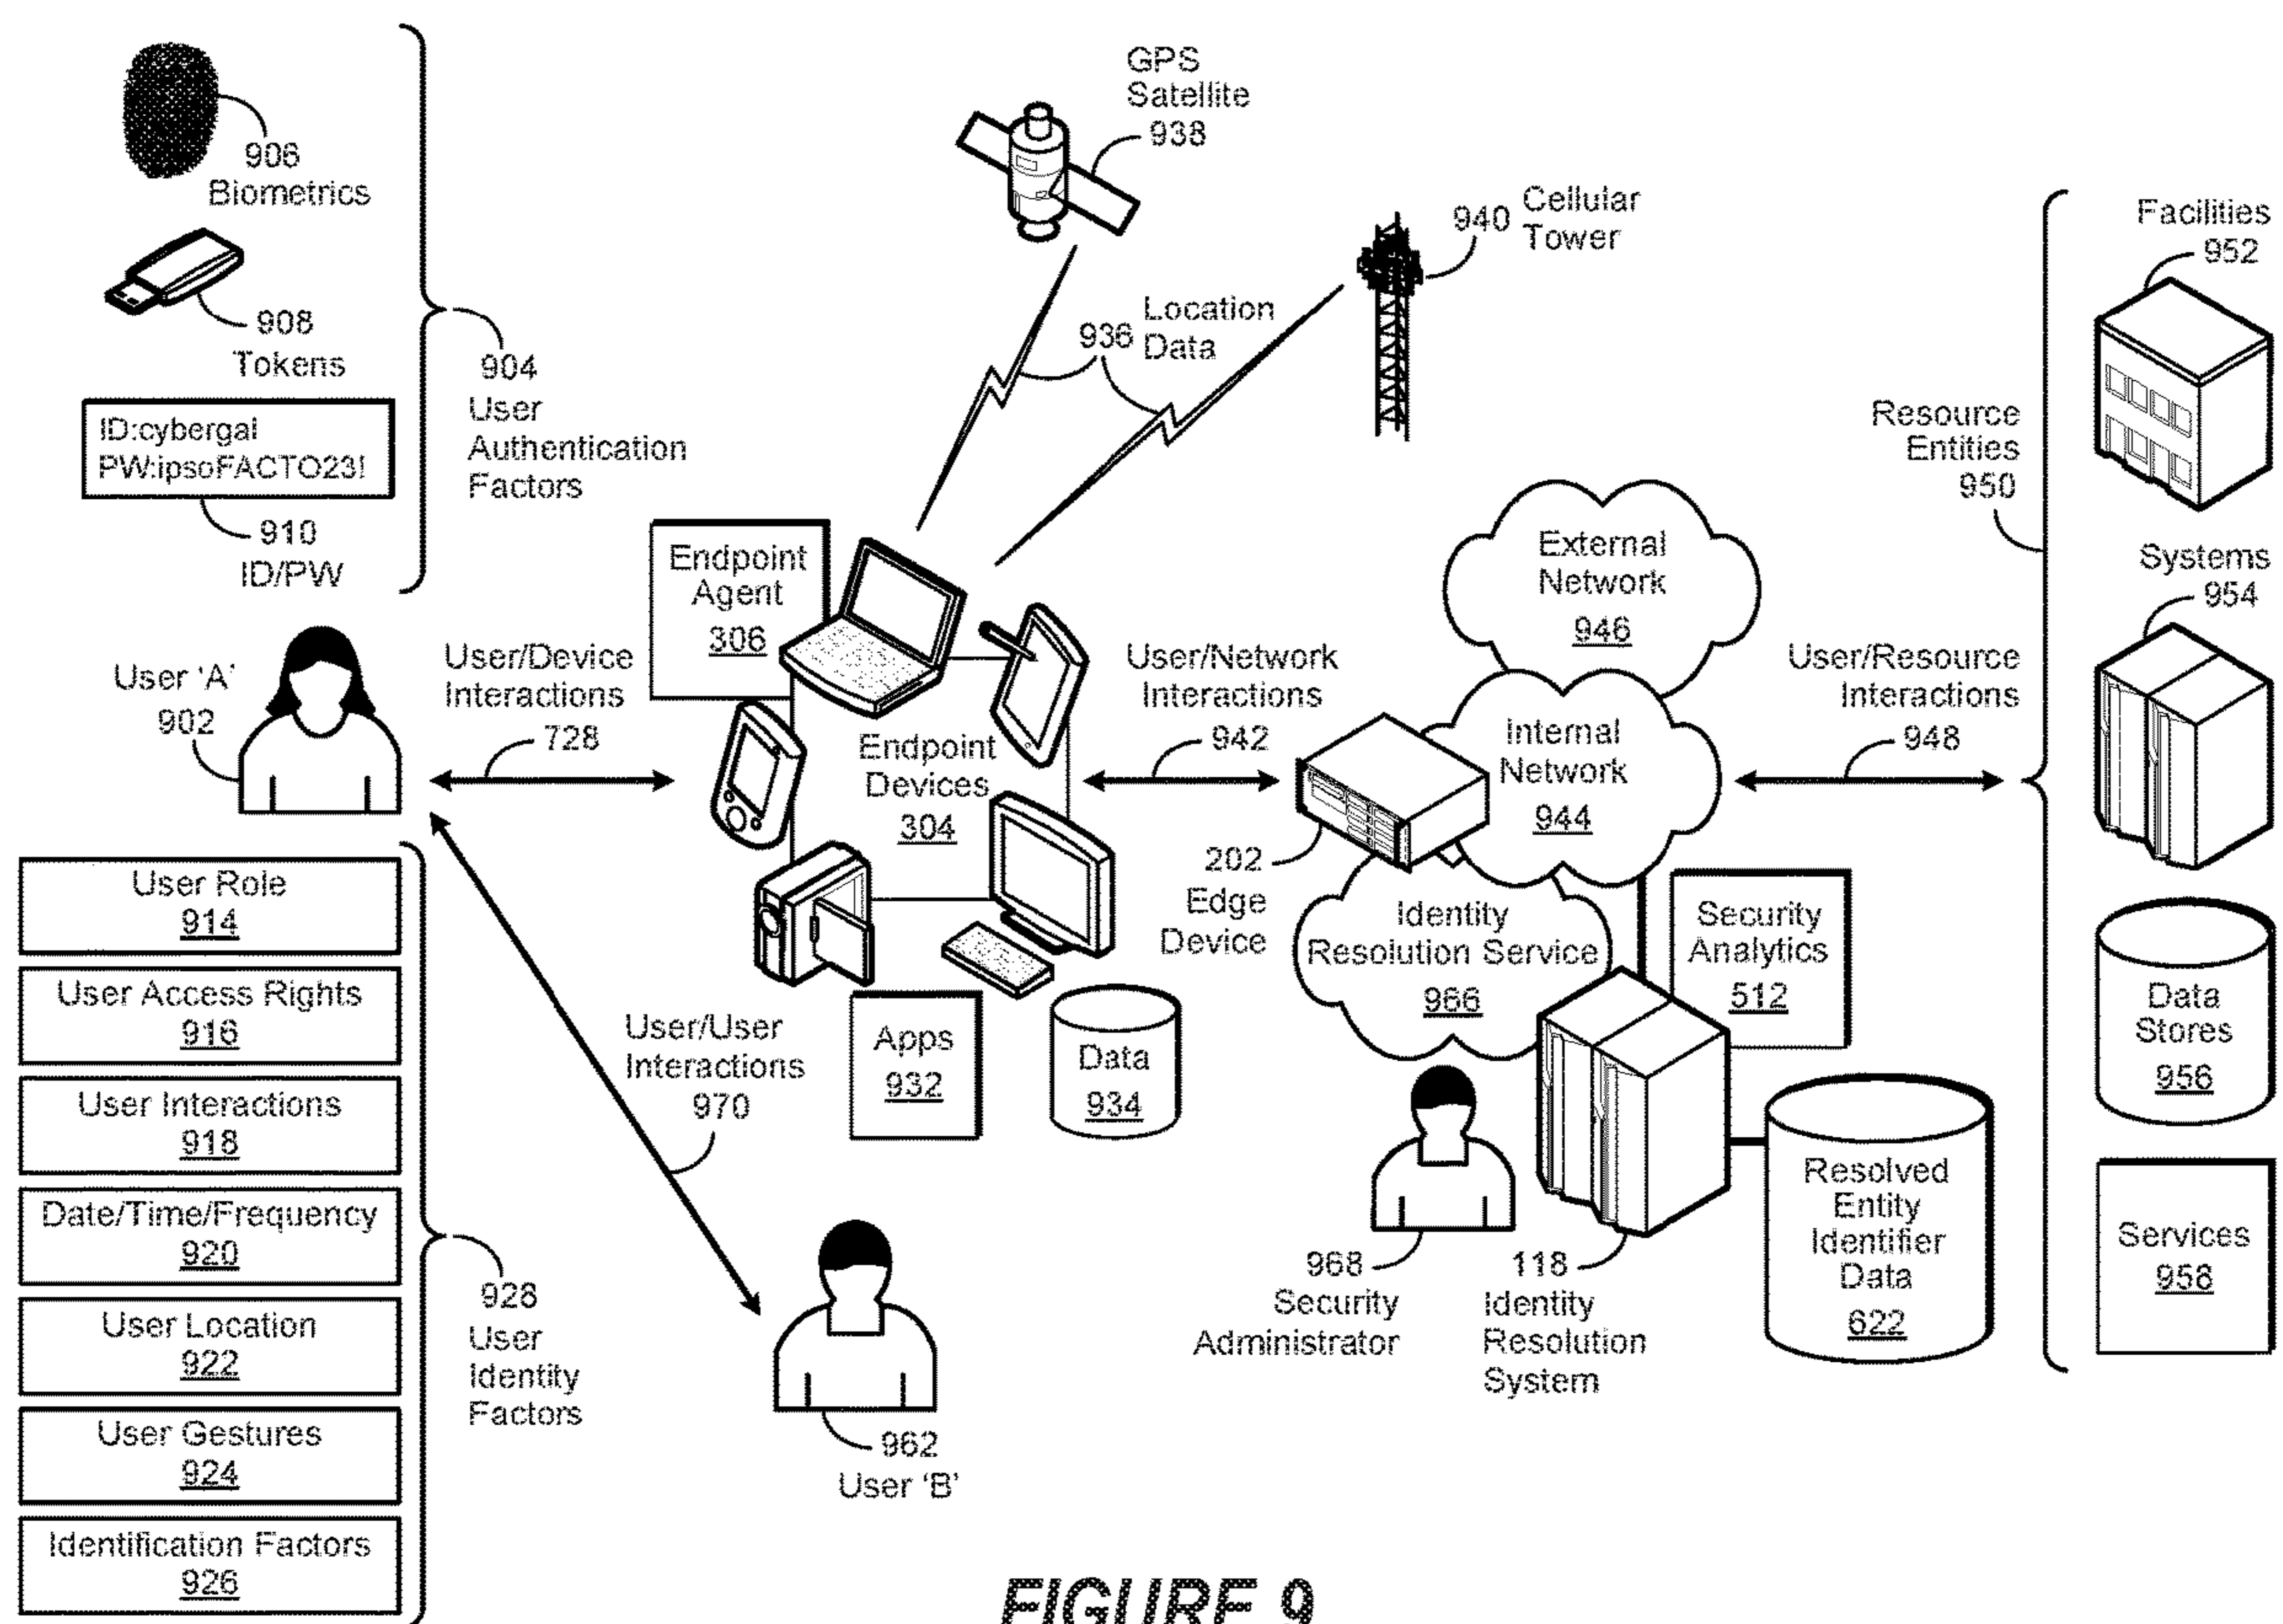 906
Biometrics
908
Tokens
ID:cybergal
PW:ipsoFACTO23!
910
ID/PW
904
User
Authentication
Factors
GPS
Satellite
938
940
Cellular
Tower
936
Location
Data
User 'A'
902
User/Device
Interactions
728
Endpoint
Agent
306
Endpoint
Devices
304
User/Network
Interactions
942
External
Network
946
Internal
Network
944
202
Edge
Device
User/Resource
Interactions
948
Resource
Entities
950
Facilities
952
Systems
954
Data
Stores
956
Services
958
User Role
914
User Access Rights
916
User Interactions
918
Date/Time/Frequency
920
User Location
922
User Gestures
924
Identification Factors
926
928
User
Identity
Factors
User/User
Interactions
970
Apps
932
Data
934
962
User 'B'
Identity
Resolution Service
966
Security
Analytics
512
968
Security
Administrator
118
Identity
Resolution
System
Resolved
Entity
Identifier
Data
622
FIGURE 9